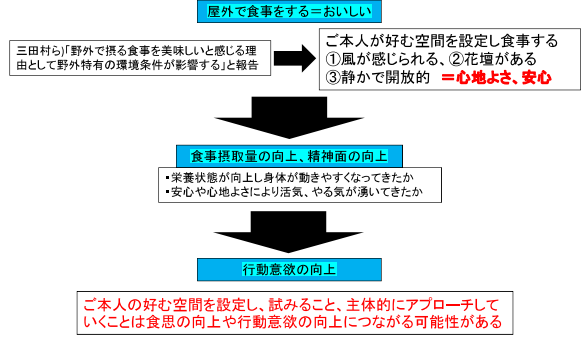 屋外で食事をする＝おいしい
三田村ら)「野外で摂る食事を美味しいと感じる理
由として野外特有の環境条件が影響する」と報告
ご本人が好む空間を設定し食事する
①風が感じられる、②花壇がある
③静かで開放的　＝心地よさ、安心
食事摂取量の向上、精神面の向上
・栄養状態が向上し身体が動きやすくなってきたか
・安心や心地よさにより活気、やる気が湧いてきたか
行動意欲の向上
ご本人の好む空間を設定し、試みること、主体的にアプローチして
いくことは食思の向上や行動意欲の向上につながる可能性がある